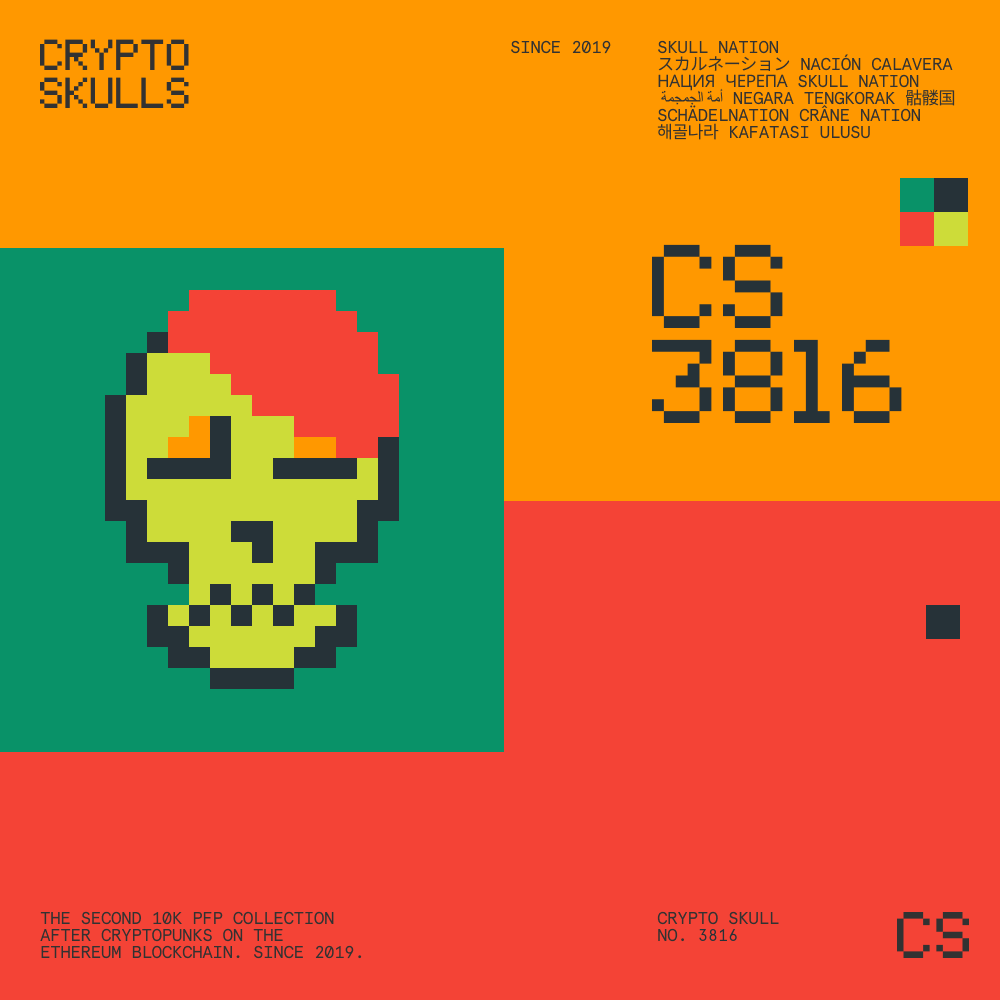 CRYPTO
SKULLS
SINCE 2019
SKULL NATION
スカルネーション NACIÓN CALAVERA
НАЦИЯ ЧЕРЕПА SKULL NATION
أمة الجمجمة NEGARA TENGKORAK 骷髅国
SCHÄDELNATION CRÂNE NATION
해골나라 KAFATASI ULUSU
CS
3816
THE SECOND 10K PFP COLLECTION
AFTER CRYPTOPUNKS ON THE
ETHEREUM BLOCKCHAIN. SINCE 2019.
CRYPTO SKULL
NO. 3816
CS